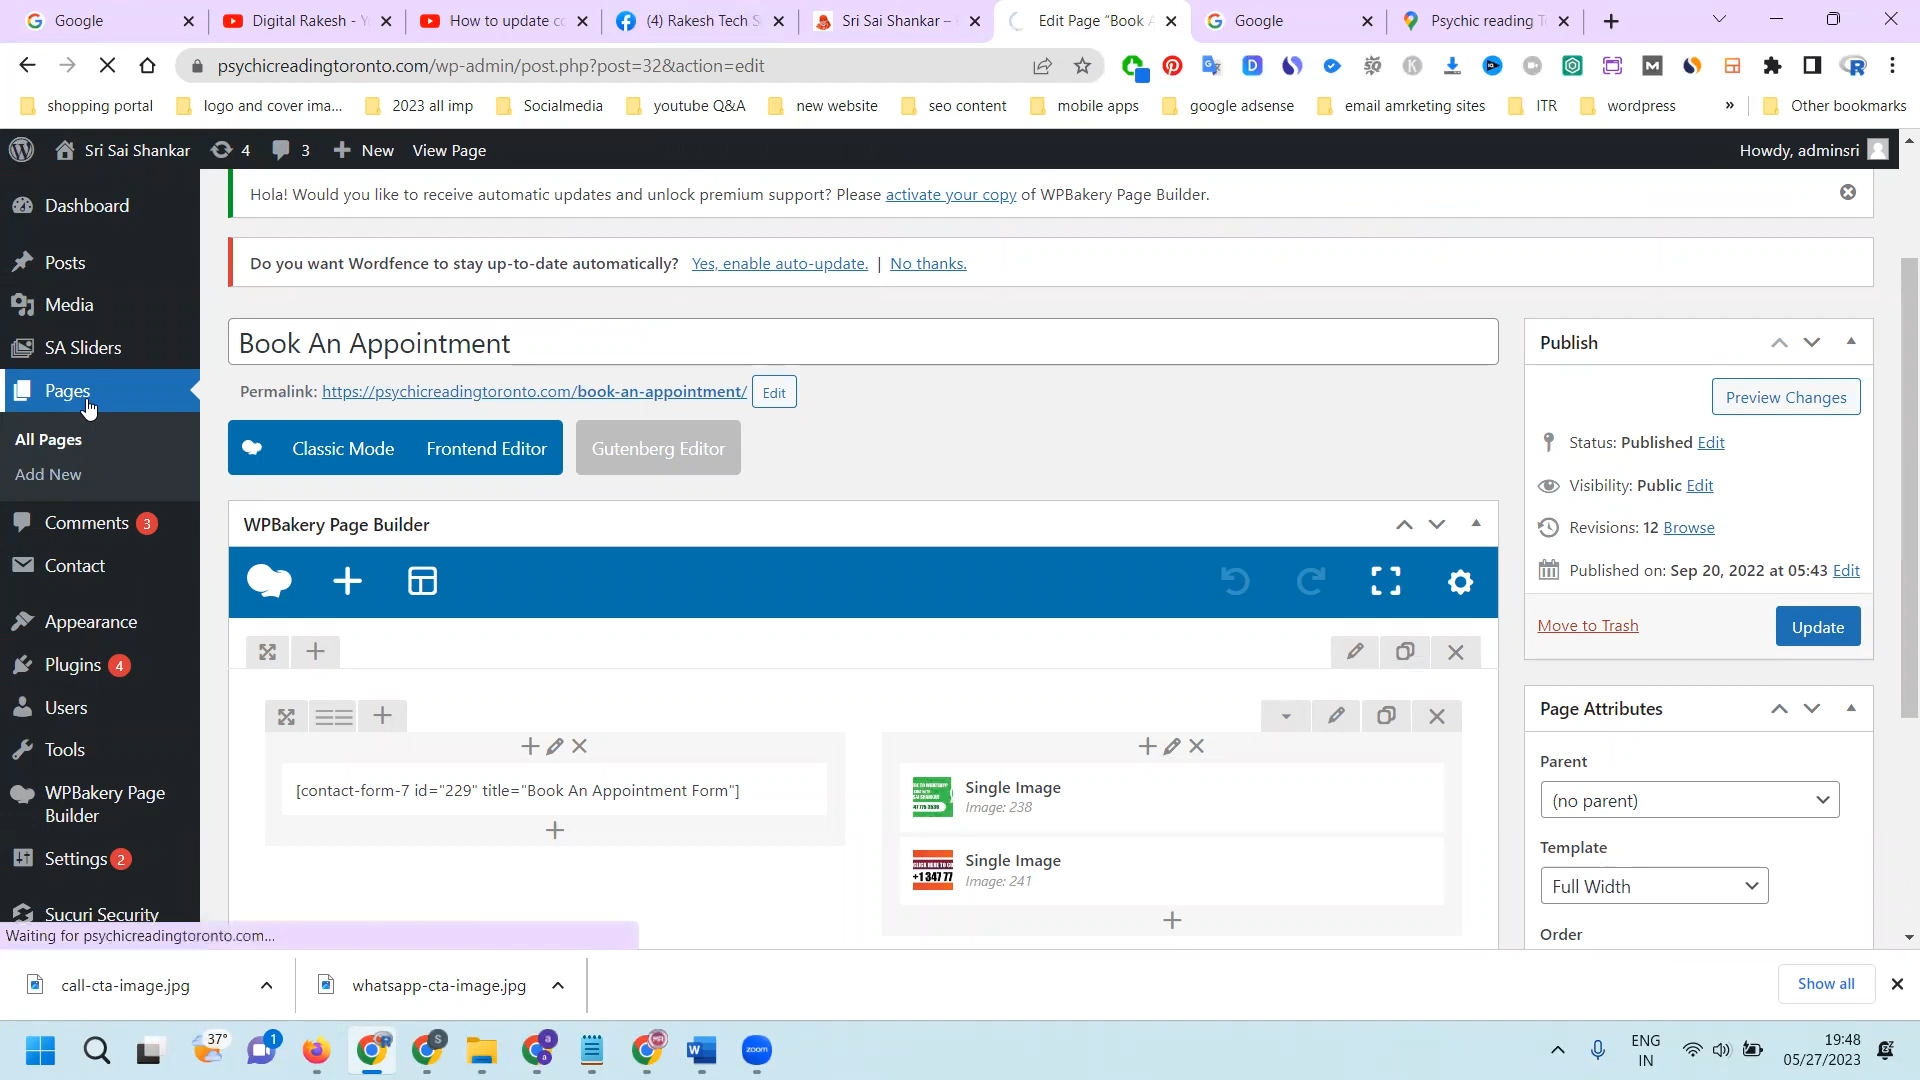 Google
Digital Rakesh - Y
How to update co
(4) Rakesh Tech S
Sri Sai Shankar –
Edit Page "Book A
Google
Psychic reading T
psychicreadingtoronto.com/wp-admin/post.php?post=32&action=edit
shopping portal
logo and cover ima...
2023 all imp
Socialmedia
youtube Q&A
new website
seo content
mobile apps
google adsense
email amrketing sites
ITR
wordpress
»
Other bookmarks
Sri Sai Shankar
4
3
New
View Page
Howdy, adminsri
Dashboard
Posts
Media
SA Sliders
Pages
All Pages
Add New
Comments 3
Contact
Appearance
Plugins 4
Users
Tools
WPBakery Page
Builder
Settings 2
Sucuri Security
Waiting for psychicreadingtoronto.com...
Hola! Would you like to receive automatic updates and unlock premium support? Please activate your copy of WPBakery Page Builder.
Do you want Wordfence to stay up-to-date automatically? Yes, enable auto-update. | No thanks.
Book An Appointment
Permalink: https://psychicreadingtoronto.com/book-an-appointment/ Edit
Classic Mode
Frontend Editor
Gutenberg Editor
WPBakery Page Builder
[contact-form-7 id="229" title="Book An Appointment Form"]
Single Image
Image: 238
Single Image
Image: 241
+1 347 77
Publish
Preview Changes
Status: Published Edit
Visibility: Public Edit
Revisions: 12 Browse
Published on: Sep 20, 2022 at 05:43 Edit
Move to Trash
Update
Page Attributes
Parent
(no parent)
Template
Full Width
Order
call-cta-image.jpg
whatsapp-cta-image.jpg
Show all
37°
1
zoom
ENG
IN
19:48
05/27/2023